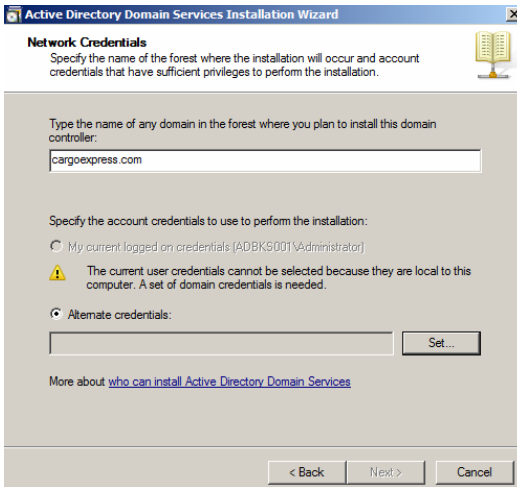 Active Directory Domain Services Installation Wizard
Network Credentials
Specify the name of the forest where the installation will occur and account
credentials that have sufficient privileges to perform the installation.
Type the name of any domain in the forest where you plan to install this domain
controller:
cargoexpress.com
Specify the account credentials to use to perform the installation:
My current logged on credentials (ADBKS001\Administrator)
The current user credentials cannot be selected because they are local to this
computer. A set of domain credentials is needed.
Alternate credentials:
Set...
More about who can install Active Directory Domain Services
< Back Next > Cancel